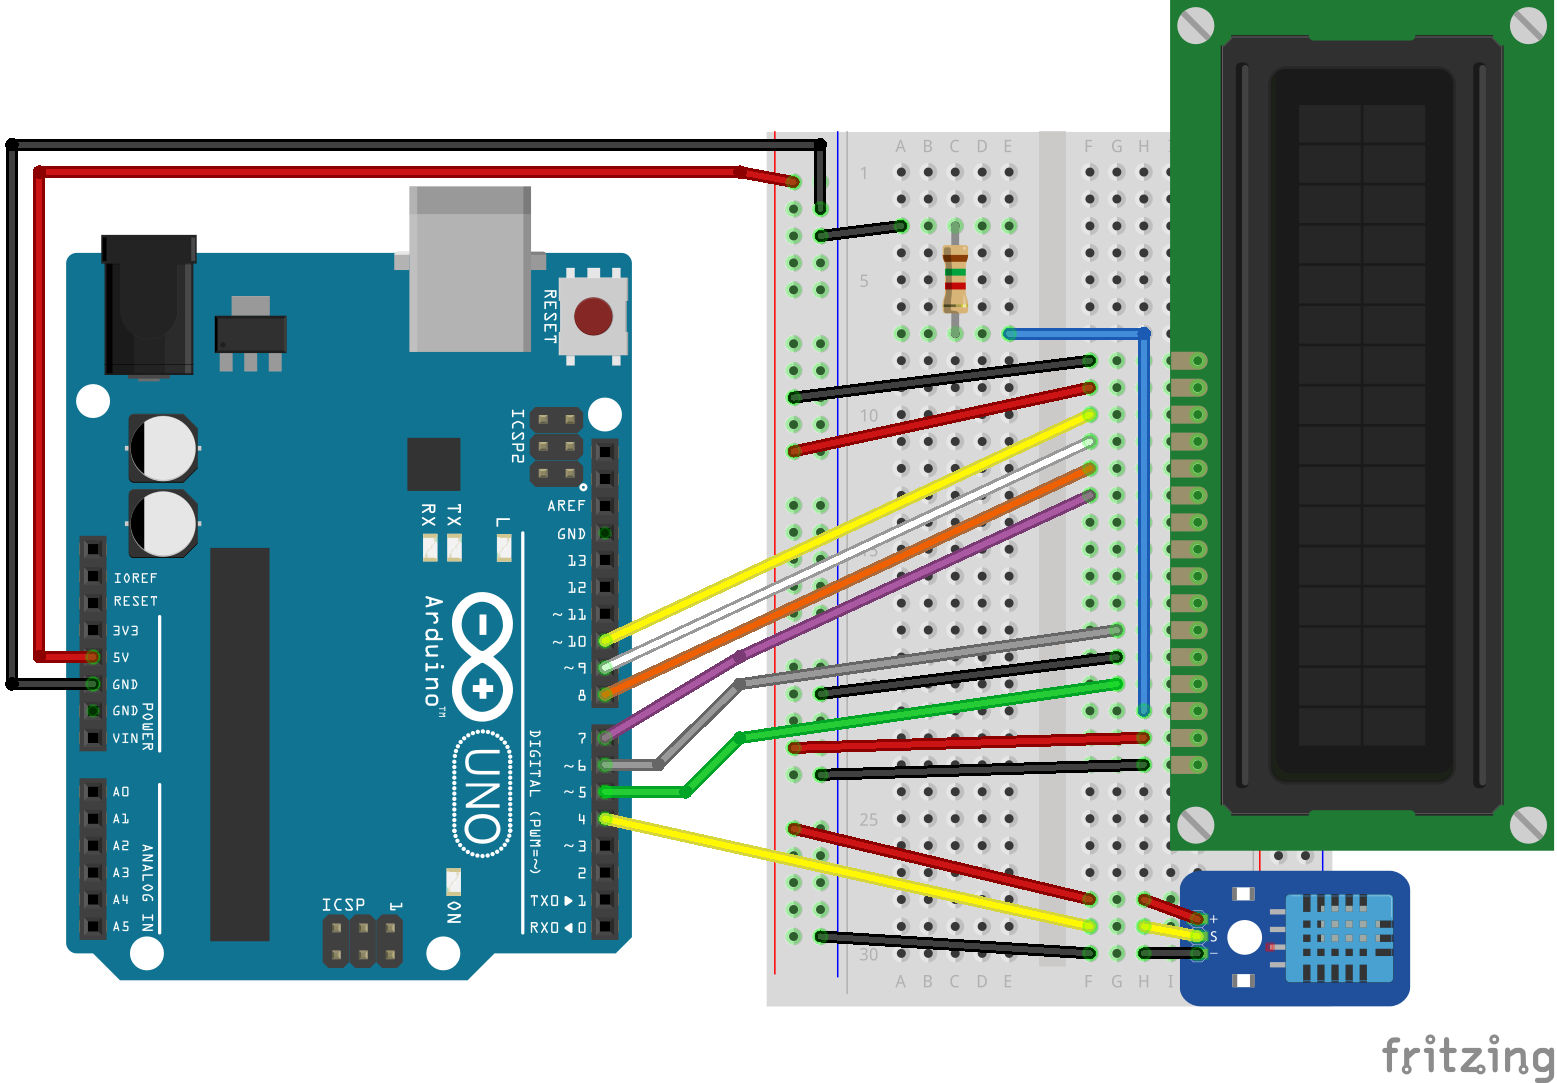 A B C D E F G H I
1
5
10
15
25
30
A B C D E F G H I
RESET
ICSP2
AREF
GND
13
12
~11
~10
~9
8
7
~6
~5
4
~3
2
TX0▶1
RX0◀0
DIGITAL (PWM=~)
RX
TX
L
Arduino™
UNO
IOREF
RESET
3V3
5V
GND
GND
VIN
POWER
A0
A1
A2
A3
A4
A5
ANALOG IN
ICSP
1
ON
+
S
-
fritzing